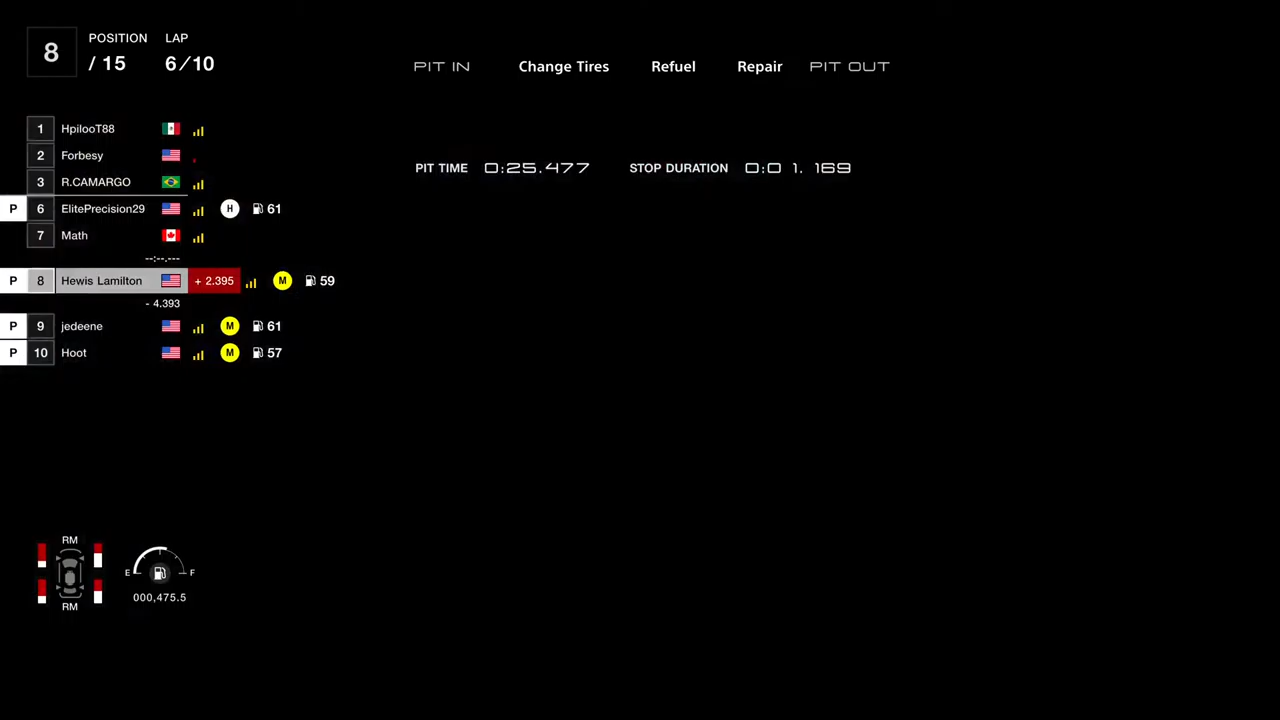 8 POSITION / 15 LAP 6/10
PIT IN Change Tires Refuel Repair PIT OUT
1 HpilooT88
2 Forbesy
PIT TIME 0:25.477 STOP DURATION 0:01.169
3 R.CAMARGO
P 6 ElitePrecision29 H 61
7 Math
--:--.---
P 8 Hewis Lamilton + 2.395 M 59
- 4.393
P 9 jedeene M 61
P 10 Hoot M 57
RM
E F
000,475.5
RM